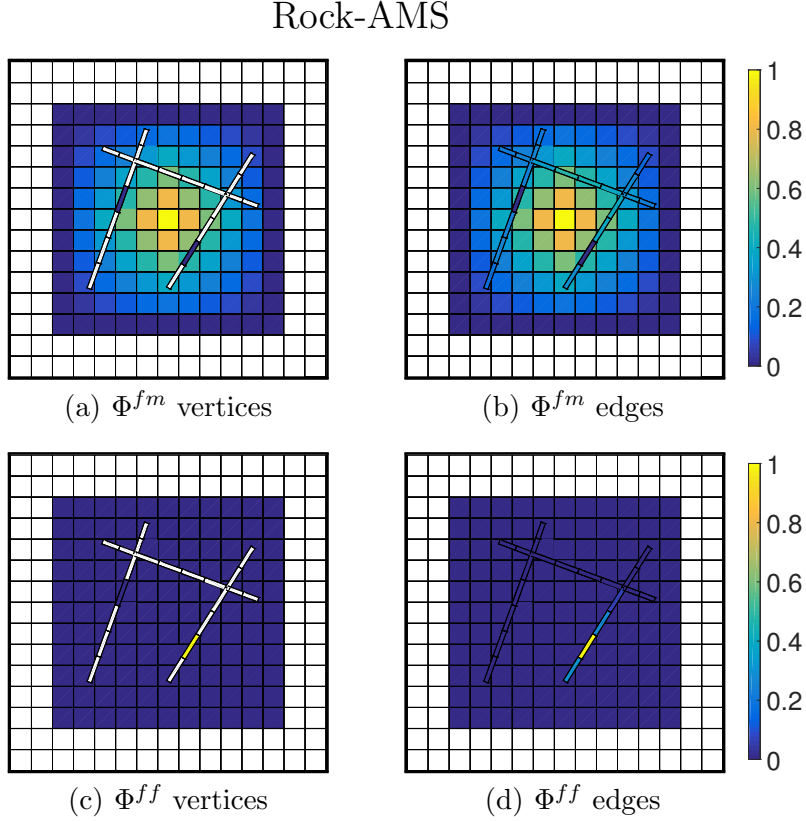 Rock-AMS
1
0.8
0.6
0.4
0.2
0
(a) Φ^{fm} vertices
(b) Φ^{fm} edges
1
0.8
0.6
0.4
0.2
0
(c) Φ^{ff} vertices
(d) Φ^{ff} edges